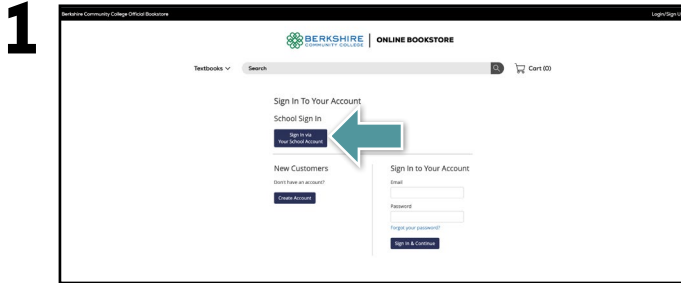 1
Berkshire Community College Official Bookstore
Login/Sign U
BERKSHIRE
COMMUNITY COLLEGE
ONLINE BOOKSTORE
Textbooks
Search
Cart (0)
Sign In To Your Account
School Sign In
Sign In via
Your School Account
New Customers
Don't have an account?
Create Account
Sign In to Your Account
Email
Password
Forgot your password?
Sign In & Continue